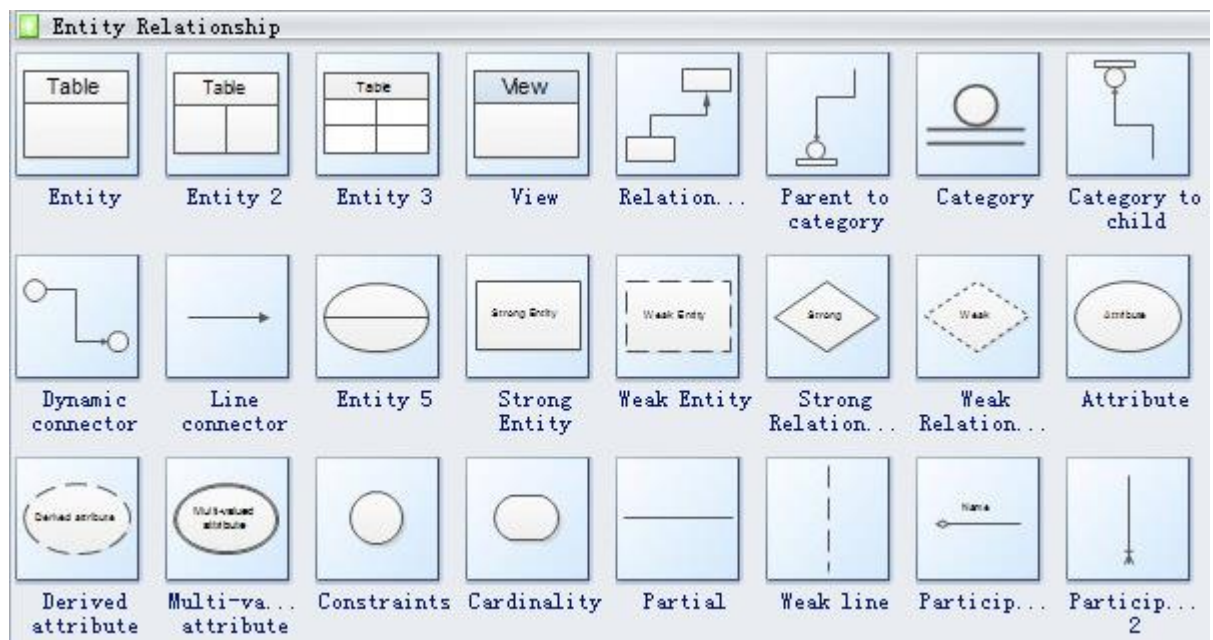 Entity Relationship
Table Table Table View
Entity Entity 2 Entity 3 View Relation... Parent to Category Category to
category child
Strong Entity Weak Entity Strong Weak Attribute
Dynamic Line Entity 5 Strong Weak Entity Strong Weak Attribute
connector connector Entity Relation... Relation...
Derived attribute Multi-valued Name
attribute
Derived Multi-va... Constraints Cardinality Partial Weak line Particip... Particip...
attribute attribute 2